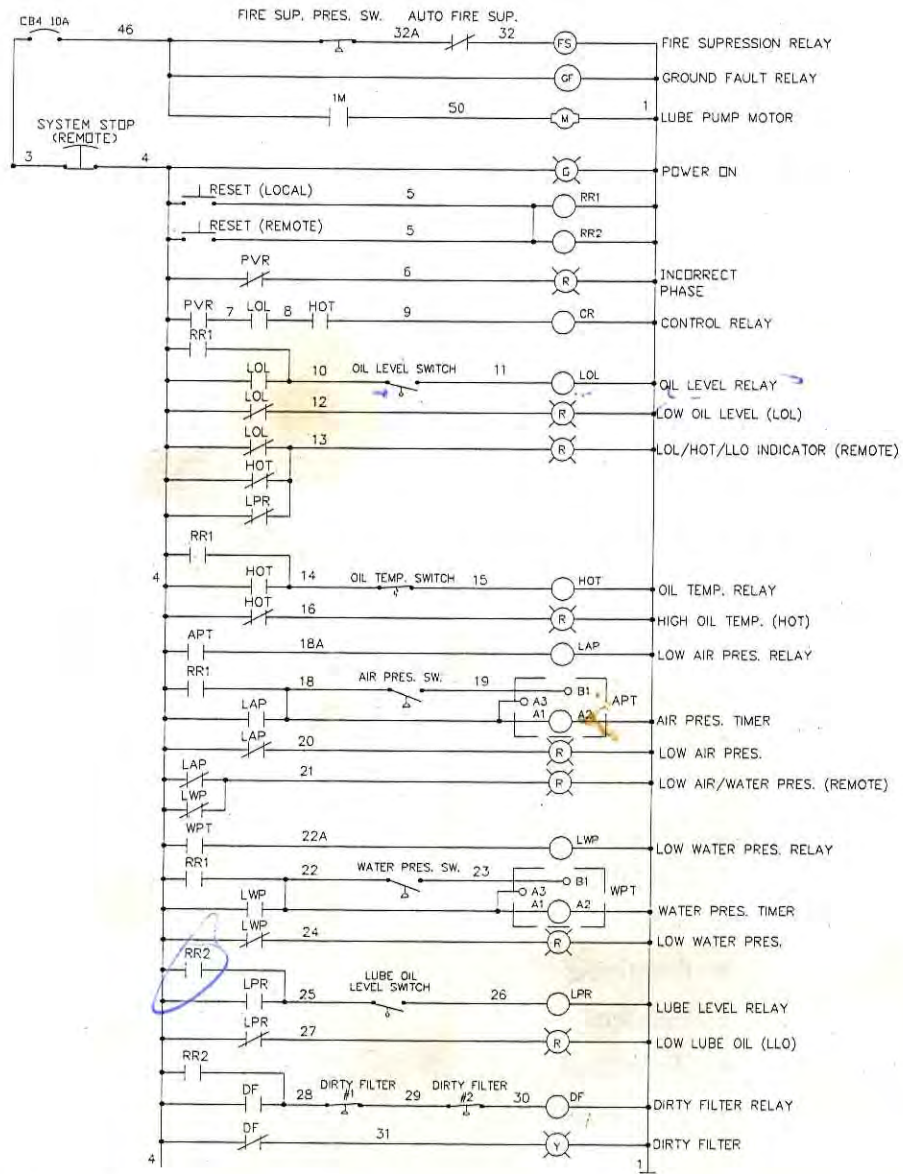 FIRE SUP. PRES. SW. AUTO FIRE SUP.
CB4 10A 46 32A 32 FS FIRE SUPRESSION RELAY
GF GROUND FAULT RELAY
1M 50 M 1 LUBE PUMP MOTOR
SYSTEM STOP
(REMOTE)
3 4 G POWER ON
RESET (LOCAL) 5 RR1
RESET (REMOTE) 5 RR2
PVR 6 R INCORRECT
PHASE
PVR 7 LOL 8 HOT 9 CR CONTROL RELAY
RR1
LOL 10 OIL LEVEL SWITCH 11 LOL OIL LEVEL RELAY
LOL 12 R LOW OIL LEVEL (LOL)
LOL 13 R LOL/HOT/LLO INDICATOR (REMOTE)
HOT
LPR
RR1
4 HOT 14 OIL TEMP. SWITCH 15 HOT OIL TEMP. RELAY
HOT 16 R HIGH OIL TEMP. (HOT)
APT 18A LAP LOW AIR PRES. RELAY
RR1 18 AIR PRES. SW. 19 B1
A3 APT
LAP A1 A2 AIR PRES. TIMER
LAP 20 R LOW AIR PRES.
LAP 21 R LOW AIR/WATER PRES. (REMOTE)
LWP
WPT 22A LWP LOW WATER PRES. RELAY
RR1 22 WATER PRES. SW. 23 B1
A3 WPT
LWP A1 A2 WATER PRES. TIMER
LWP 24 R LOW WATER PRES.
RR2
LUBE OIL
LEVEL SWITCH
LPR 25 26 LPR LUBE LEVEL RELAY
LPR 27 R LOW LUBE OIL (LLO)
RR2
DIRTY FILTER DIRTY FILTER
DF 28 #1 29 #2 30 DF DIRTY FILTER RELAY
DF 31 Y DIRTY FILTER
4 1